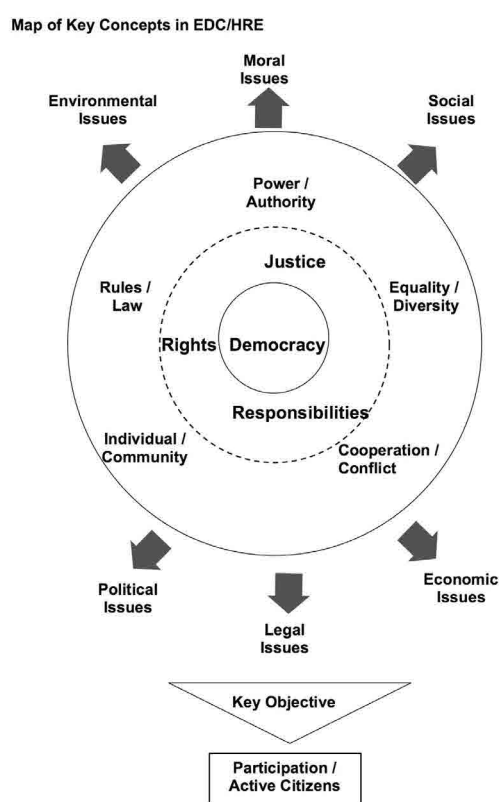 Map of Key Concepts in EDC/HRE
Moral
Issues
Environmental
Issues
Social
Issues
Power /
Authority
Justice
Rules /
Law
Equality /
Diversity
Rights
Democracy
Responsibilities
Individual /
Community
Cooperation /
Conflict
Political
Issues
Economic
Issues
Legal
Issues
Key Objective
Participation /
Active Citizens